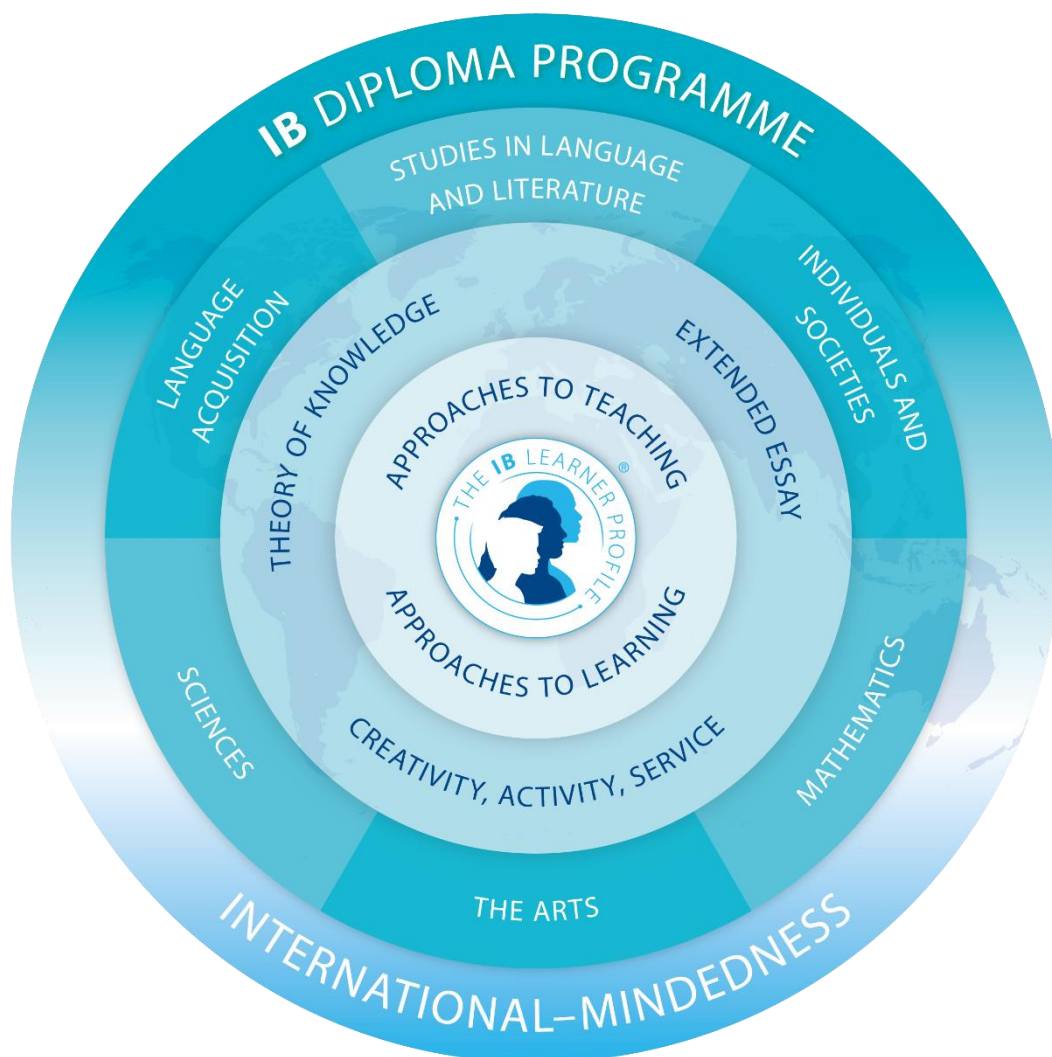 IB DIPLOMA PROGRAMME
STUDIES IN LANGUAGE
AND LITERATURE
LANGUAGE
ACQUISITION
INDIVIDUALS AND
SOCIETIES
THEORY OF KNOWLEDGE
EXTENDED ESSAY
APPROACHES TO TEACHING
THE IB LEARNER PROFILE®
APPROACHES TO LEARNING
CREATIVITY, ACTIVITY, SERVICE
SCIENCES
MATHEMATICS
THE ARTS
INTERNATIONAL–MINDEDNESS